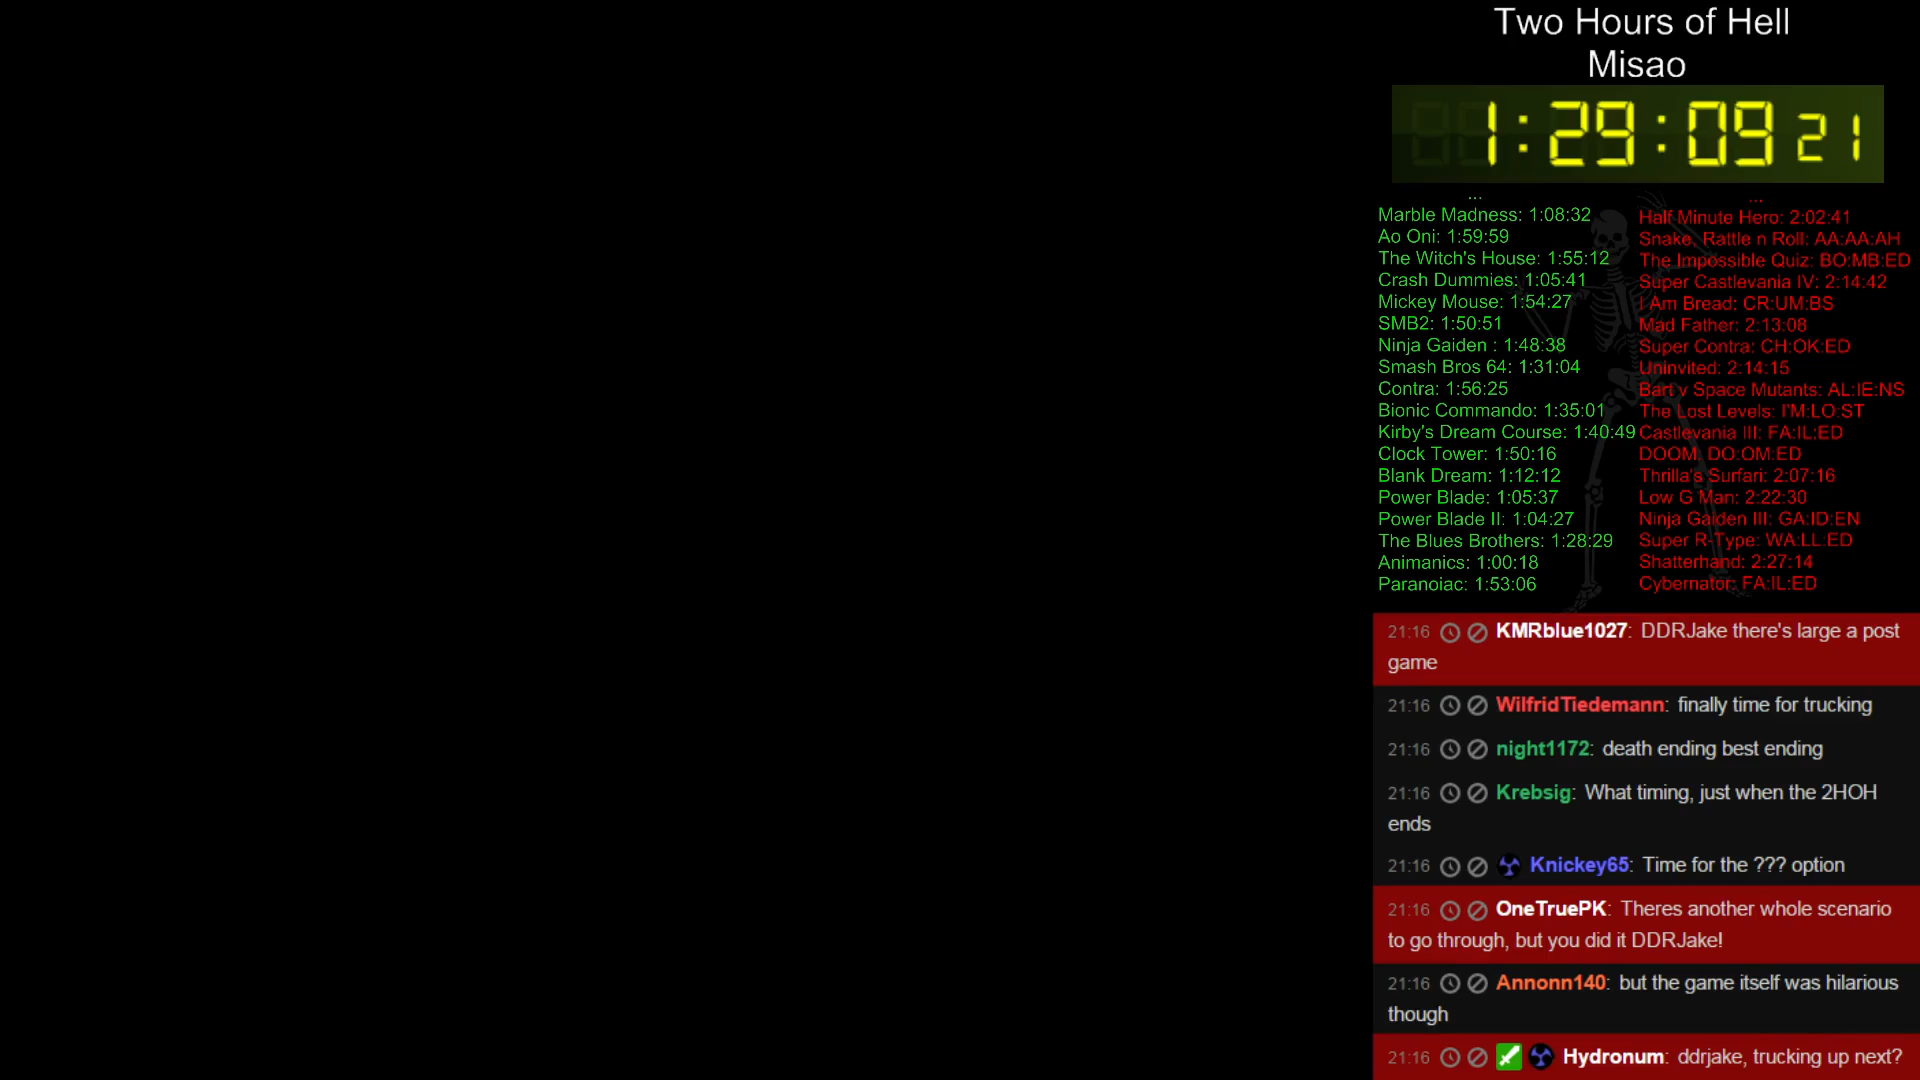 Two Hours of Hell
Misao
1:29:09 21
...
Marble Madness: 1:08:32
Ao Oni: 1:59:59
The Witch's House: 1:55:12
Crash Dummies: 1:05:41
Mickey Mouse: 1:54:27
SMB2: 1:50:51
Ninja Gaiden : 1:48:38
Smash Bros 64: 1:31:04
Contra: 1:56:25
Bionic Commando: 1:35:01
Kirby's Dream Course: 1:40:49
Clock Tower: 1:50:16
Blank Dream: 1:12:12
Power Blade: 1:05:37
Power Blade II: 1:04:27
The Blues Brothers: 1:28:29
Animanics: 1:00:18
Paranoiac: 1:53:06
...
Half Minute Hero: 2:02:41
Snake, Rattle n Roll: AA:AA:AH
The Impossible Quiz: BO:MB:ED
Super Castlevania IV: 2:14:42
I Am Bread: CR:UM:BS
Mad Father: 2:13:08
Super Contra: CH:OK:ED
Uninvited: 2:14:15
Bart v Space Mutants: AL:IE:NS
The Lost Levels: I'M:LO:ST
Castlevania III: FA:IL:ED
DOOM: DO:OM:ED
Thrilla's Surfari: 2:07:16
Low G Man: 2:22:30
Ninja Gaiden III: GA:ID:EN
Super R-Type: WA:LL:ED
Shatterhand: 2:27:14
Cybernator: FA:IL:ED
21:16 KMRblue1027: DDRJake there's large a post
game
21:16 WilfridTiedemann: finally time for trucking
21:16 night1172: death ending best ending
21:16 Krebsig: What timing, just when the 2HOH
ends
21:16 Knickey65: Time for the ??? option
21:16 OneTruePK: Theres another whole scenario
to go through, but you did it DDRJake!
21:16 Annonn140: but the game itself was hilarious
though
21:16 Hydronum: ddrjake, trucking up next?